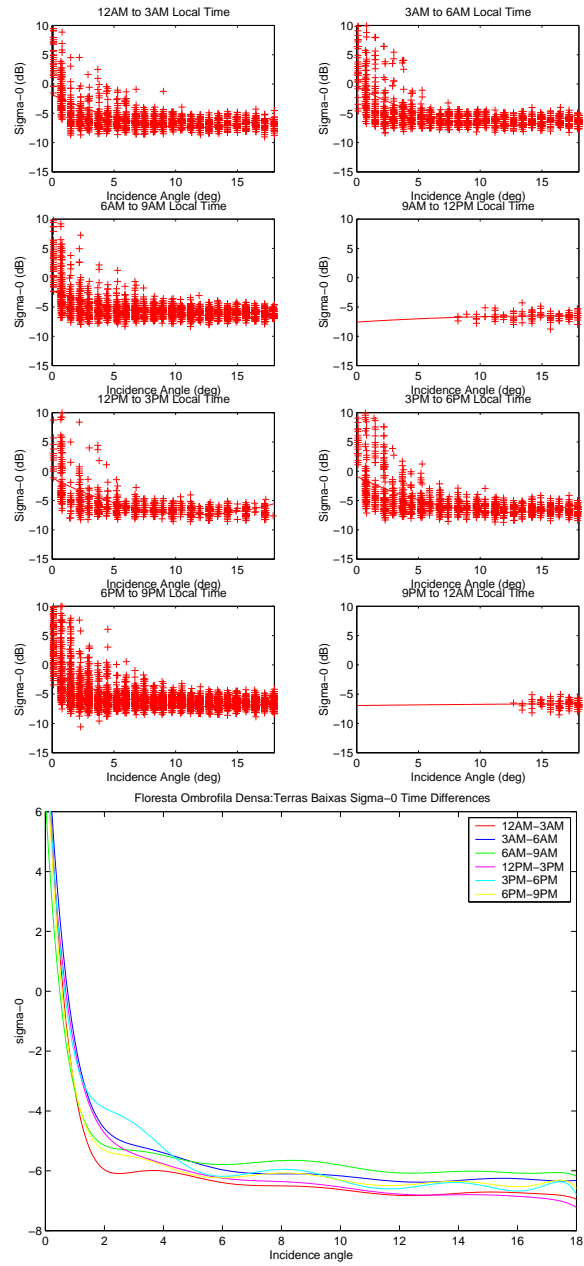 12AM to 3AM Local Time
10
5
0
−5
−10
−15
Sigma−0 (dB)
0 5 10 15
Incidence Angle (deg)
3AM to 6AM Local Time
10
5
0
−5
−10
−15
Sigma−0 (dB)
0 5 10 15
Incidence Angle (deg)
6AM to 9AM Local Time
10
5
0
−5
−10
−15
Sigma−0 (dB)
0 5 10 15
Incidence Angle (deg)
9AM to 12PM Local Time
10
5
0
−5
−10
−15
Sigma−0 (dB)
0 5 10 15
Incidence Angle (deg)
12PM to 3PM Local Time
10
5
0
−5
−10
−15
Sigma−0 (dB)
0 5 10 15
Incidence Angle (deg)
3PM to 6PM Local Time
10
5
0
−5
−10
−15
Sigma−0 (dB)
0 5 10 15
Incidence Angle (deg)
6PM to 9PM Local Time
10
5
0
−5
−10
−15
Sigma−0 (dB)
0 5 10 15
Incidence Angle (deg)
9PM to 12AM Local Time
10
5
0
−5
−10
−15
Sigma−0 (dB)
0 5 10 15
Incidence Angle (deg)
Floresta Ombrofila Densa:Terras Baixas Sigma−0 Time Differences
6
4
2
0
−2
−4
−6
−8
sigma−0
12AM−3AM
3AM−6AM
6AM−9AM
12PM−3PM
3PM−6PM
6PM−9PM
0 2 4 6 8 10 12 14 16 18
Incidence angle